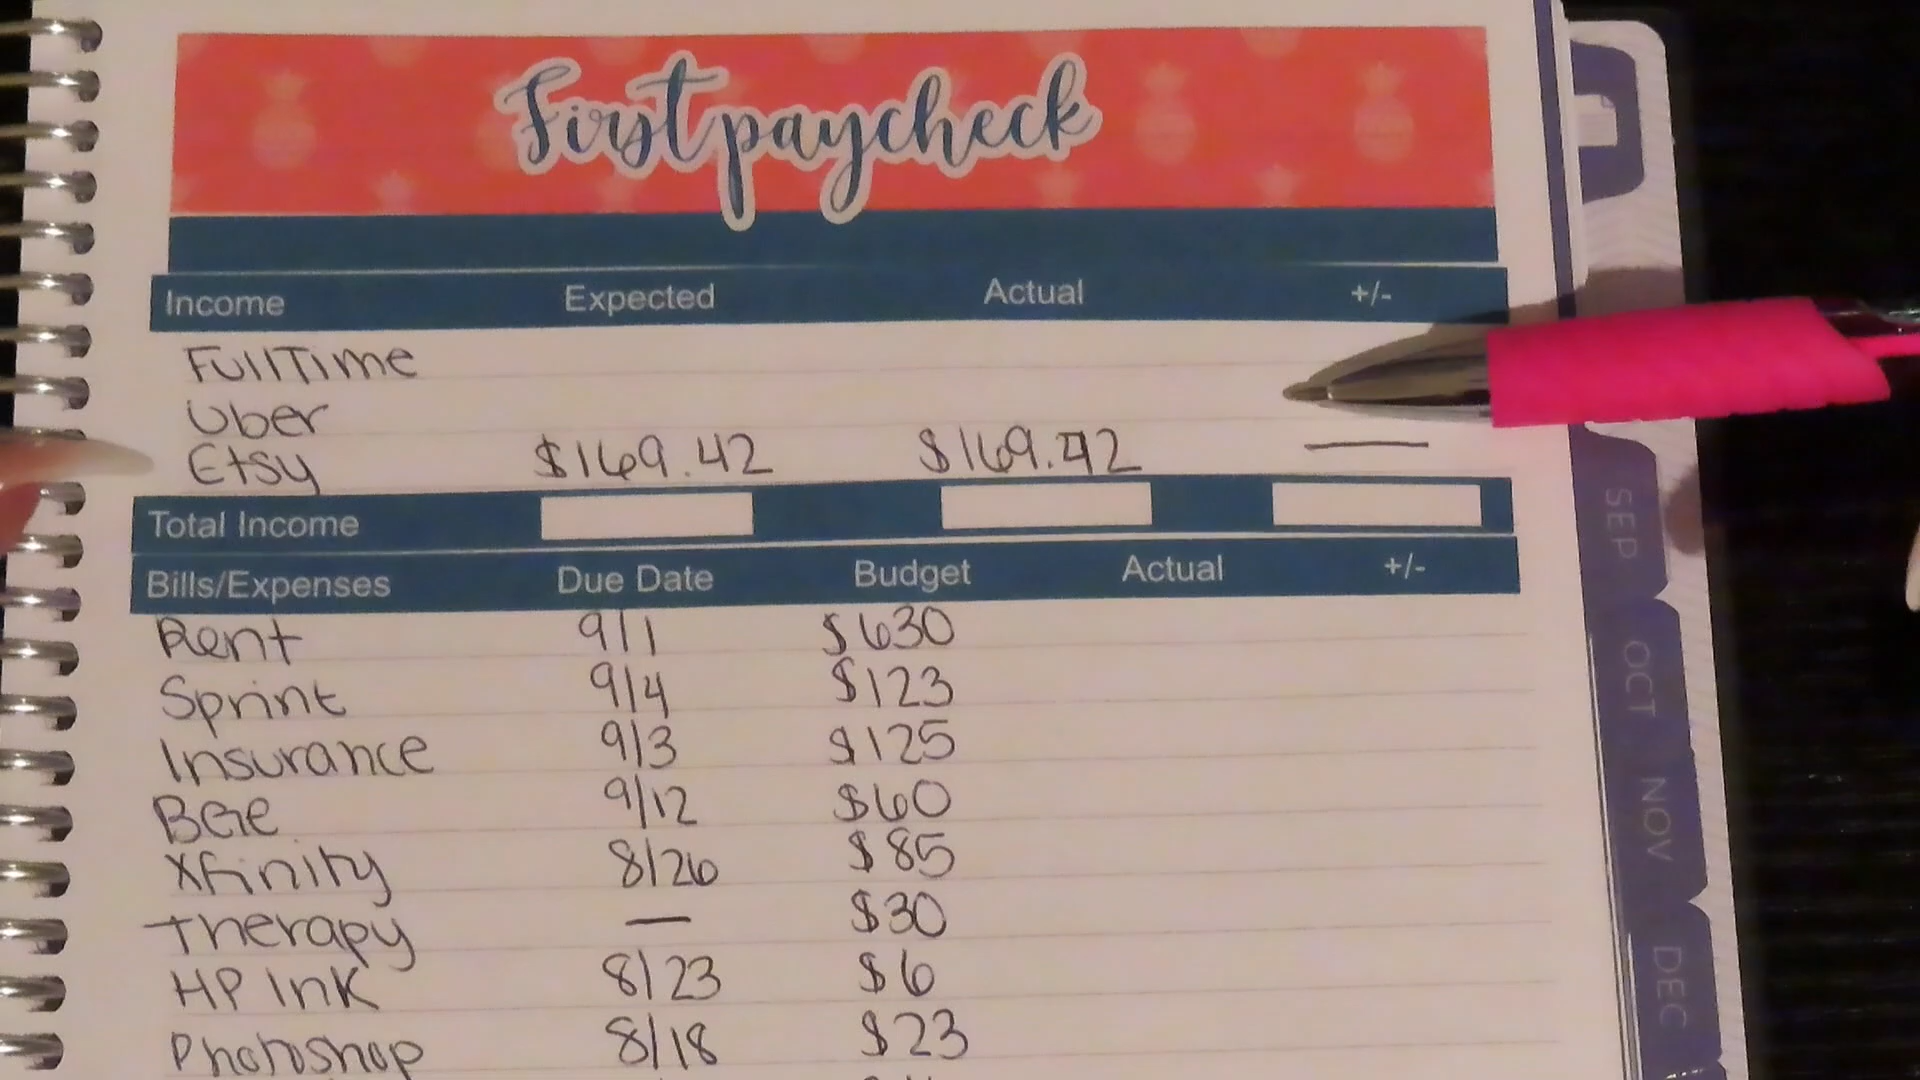 First paycheck
Income Expected Actual +/-
FullTime
Uber
Etsy $169.42 $169.42 —
Total Income
Bills/Expenses Due Date Budget Actual +/-
Rent 9/1 $630
Sprint 9/4 $123
Insurance 9/3 $125
BGE 9/12 $60
Xfinity 8/26 $85
Therapy — $30
HP Ink 8/23 $6
Photoshop 8/18 $23
SEP
OCT
NOV
DEC